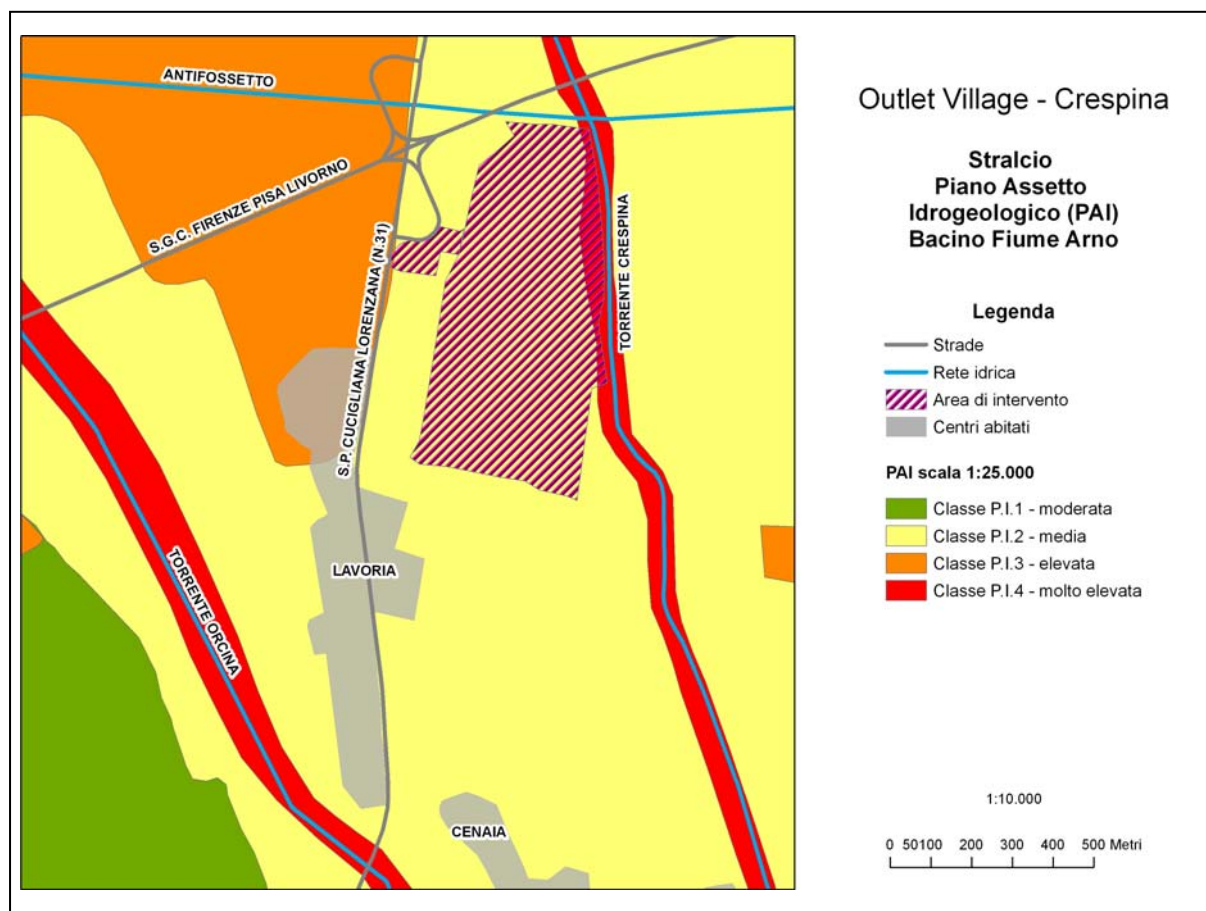 ANTIFOSSETTO
S.G.C. FIRENZE PISA LIVORNO
S.P. CUCIGLIANA LORENZANA (N.31)
TORRENTE CRESPINA
TORRENTE ORCINA
LAVORIA
CENAIA
Outlet Village - Crespina
Stralcio
Piano Assetto
Idrogeologico (PAI)
Bacino Fiume Arno
Legenda
Strade
Rete idrica
Area di intervento
Centri abitati
PAI scala 1:25.000
Classe P.I.1 - moderata
Classe P.I.2 - media
Classe P.I.3 - elevata
Classe P.I.4 - molto elevata
1:10.000
0 50100 200 300 400 500 Metri